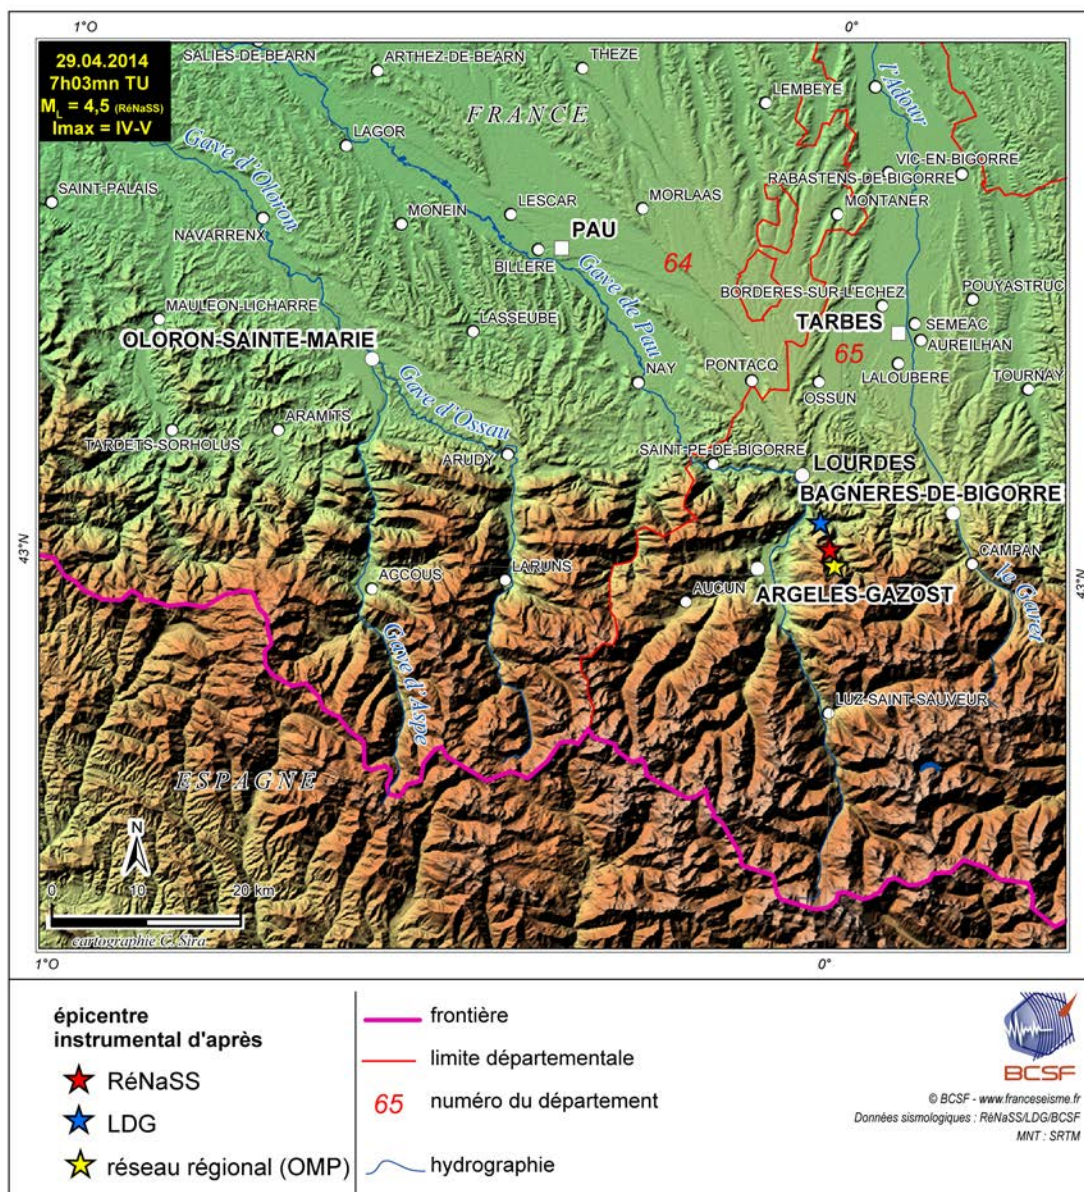 1°O
0°
29.04.2014
7h03mn TU
ML = 4,5 (RéNaSS)
Imax = IV-V
SALIES-DE-BEARN
ARTHEZ-DE-BEARN
THEZE
l'Adour
LEMBEYE
FRANCE
LAGOR
Gave d'Oloron
VIC-EN-BIGORRE
RABASTENS-DE-BIGORRE
SAINT-PALAIS
LESCAR
MORLAAS
MONTANER
NAVARRENX
MONEIN
PAU
BILLERE
64
Gave de Pau
BORDERES-SUR-L'ECHEZ
POUYASTRUC
MAULEON-LICHARRE
LASSEUBE
TARBES
SEMEAC
OLORON-SAINTE-MARIE
AUREILHAN
65
NAY
PONTACQ
LALOUBERE
TOURNAY
OSSUN
Gave d'Ossau
ARAMITS
TARDETS-SORHOLUS
ARUDY
SAINT-PE-DE-BIGORRE
LOURDES
BAGNERES-DE-BIGORRE
43°N
43°N
CAMPAN
LARUNS
ACCOUS
AUCUN
ARGELES-GAZOST
Gave d'Aspe
LUZ-SAINT-SAUVEUR
ESPAGNE
N
0 10 20 km
cartographie C. Sira
1°O
0°
épicentre
instrumental d'après
RéNaSS
LDG
réseau régional (OMP)
frontière
limite départementale
65 numéro du département
hydrographie
BCSF
© BCSF - www.franceseisme.fr
Données sismologiques : RéNaSS/LDG/BCSF
MNT : SRTM